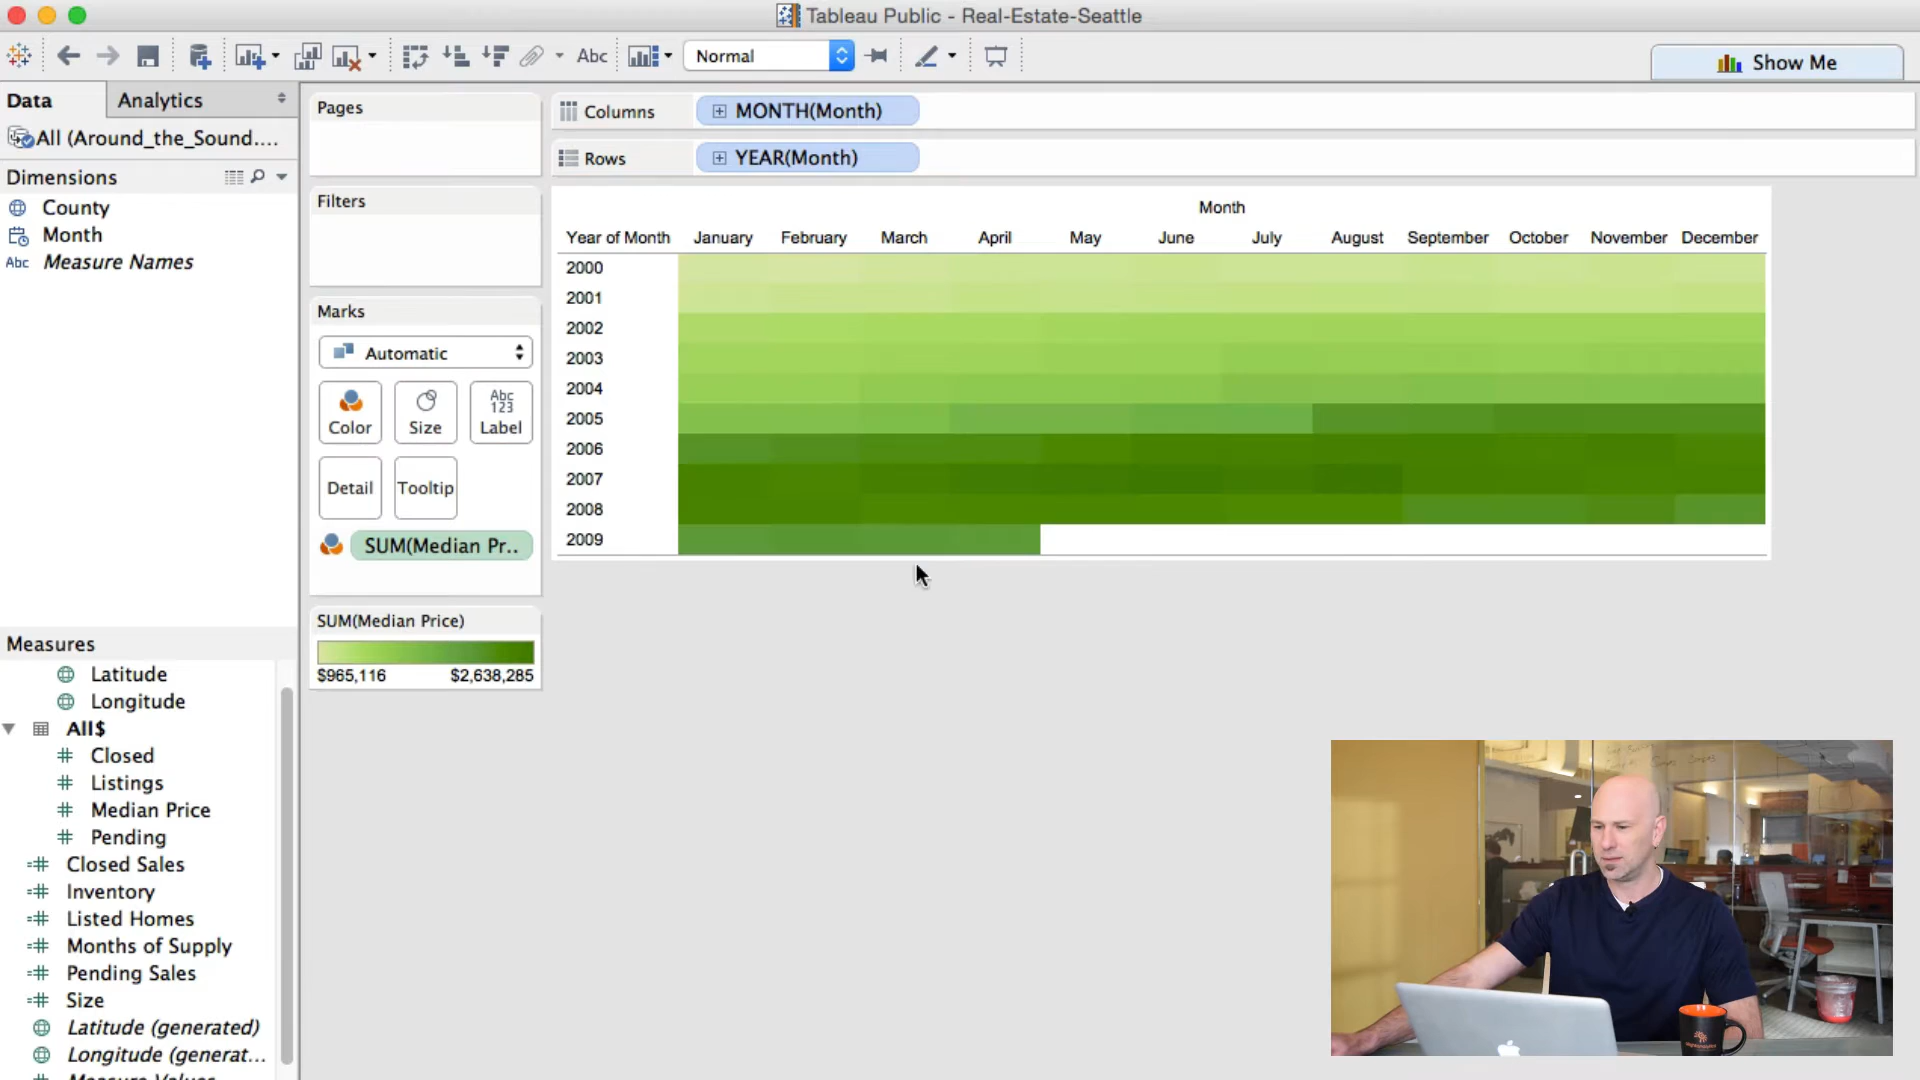 Tableau Public - Real-Estate-Seattle
Abc
Normal
Show Me
Data
Analytics
All (Around_the_Sound....
Dimensions
County
Month
Abc Measure Names
Measures
Latitude
Longitude
All$
Closed
Listings
Median Price
Pending
Closed Sales
Inventory
Listed Homes
Months of Supply
Pending Sales
Size
Latitude (generated)
Longitude (generat...
Measure Values
Pages
Filters
Marks
Automatic
Color
Size
Abc
123
Label
Detail
Tooltip
SUM(Median Pr..
SUM(Median Price)
$965,116 $2,638,285
Columns
MONTH(Month)
Rows
YEAR(Month)
Month
Year of Month January February March April May June July August September October November December
2000
2001
2002
2003
2004
2005
2006
2007
2008
2009